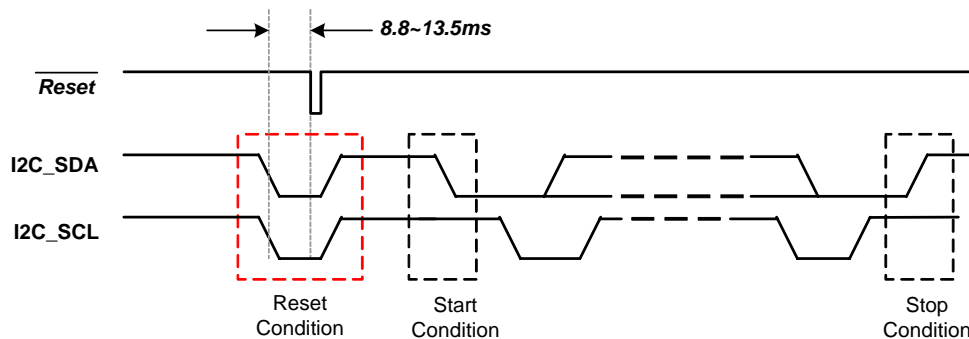 8.8~13.5ms
Reset
I2C_SDA
I2C_SCL
Reset
Condition
Start
Condition
Stop
Condition